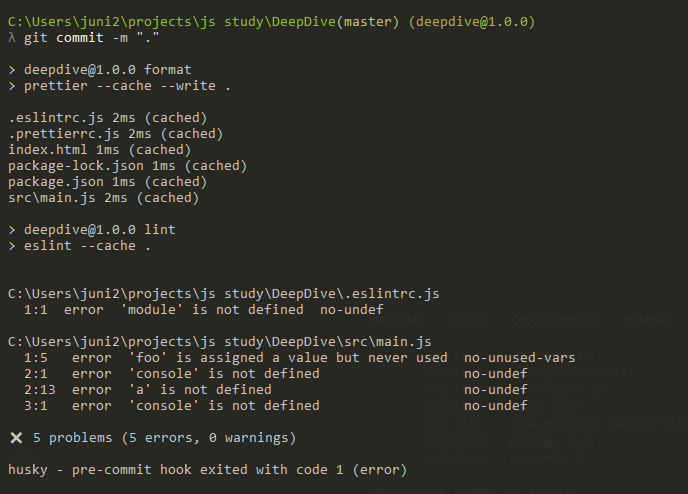 C:\Users\juni2\projects\js study\DeepDive(master) (deepdive@1.0.0)
λ git commit -m "."
> deepdive@1.0.0 format
> prettier --cache --write .
.eslintrc.js 2ms (cached)
.prettierrc.js 2ms (cached)
index.html 1ms (cached)
package-lock.json 1ms (cached)
package.json 1ms (cached)
src\main.js 2ms (cached)
> deepdive@1.0.0 lint
> eslint --cache .
C:\Users\juni2\projects\js study\DeepDive\.eslintrc.js
1:1 error 'module' is not defined no-undef
C:\Users\juni2\projects\js study\DeepDive\src\main.js
1:5 error 'foo' is assigned a value but never used no-unused-vars
2:1 error 'console' is not defined no-undef
2:13 error 'a' is not defined no-undef
3:1 error 'console' is not defined no-undef
✖ 5 problems (5 errors, 0 warnings)
husky - pre-commit hook exited with code 1 (error)
OUTPUT DEBUG CONSOLE TERMINAL